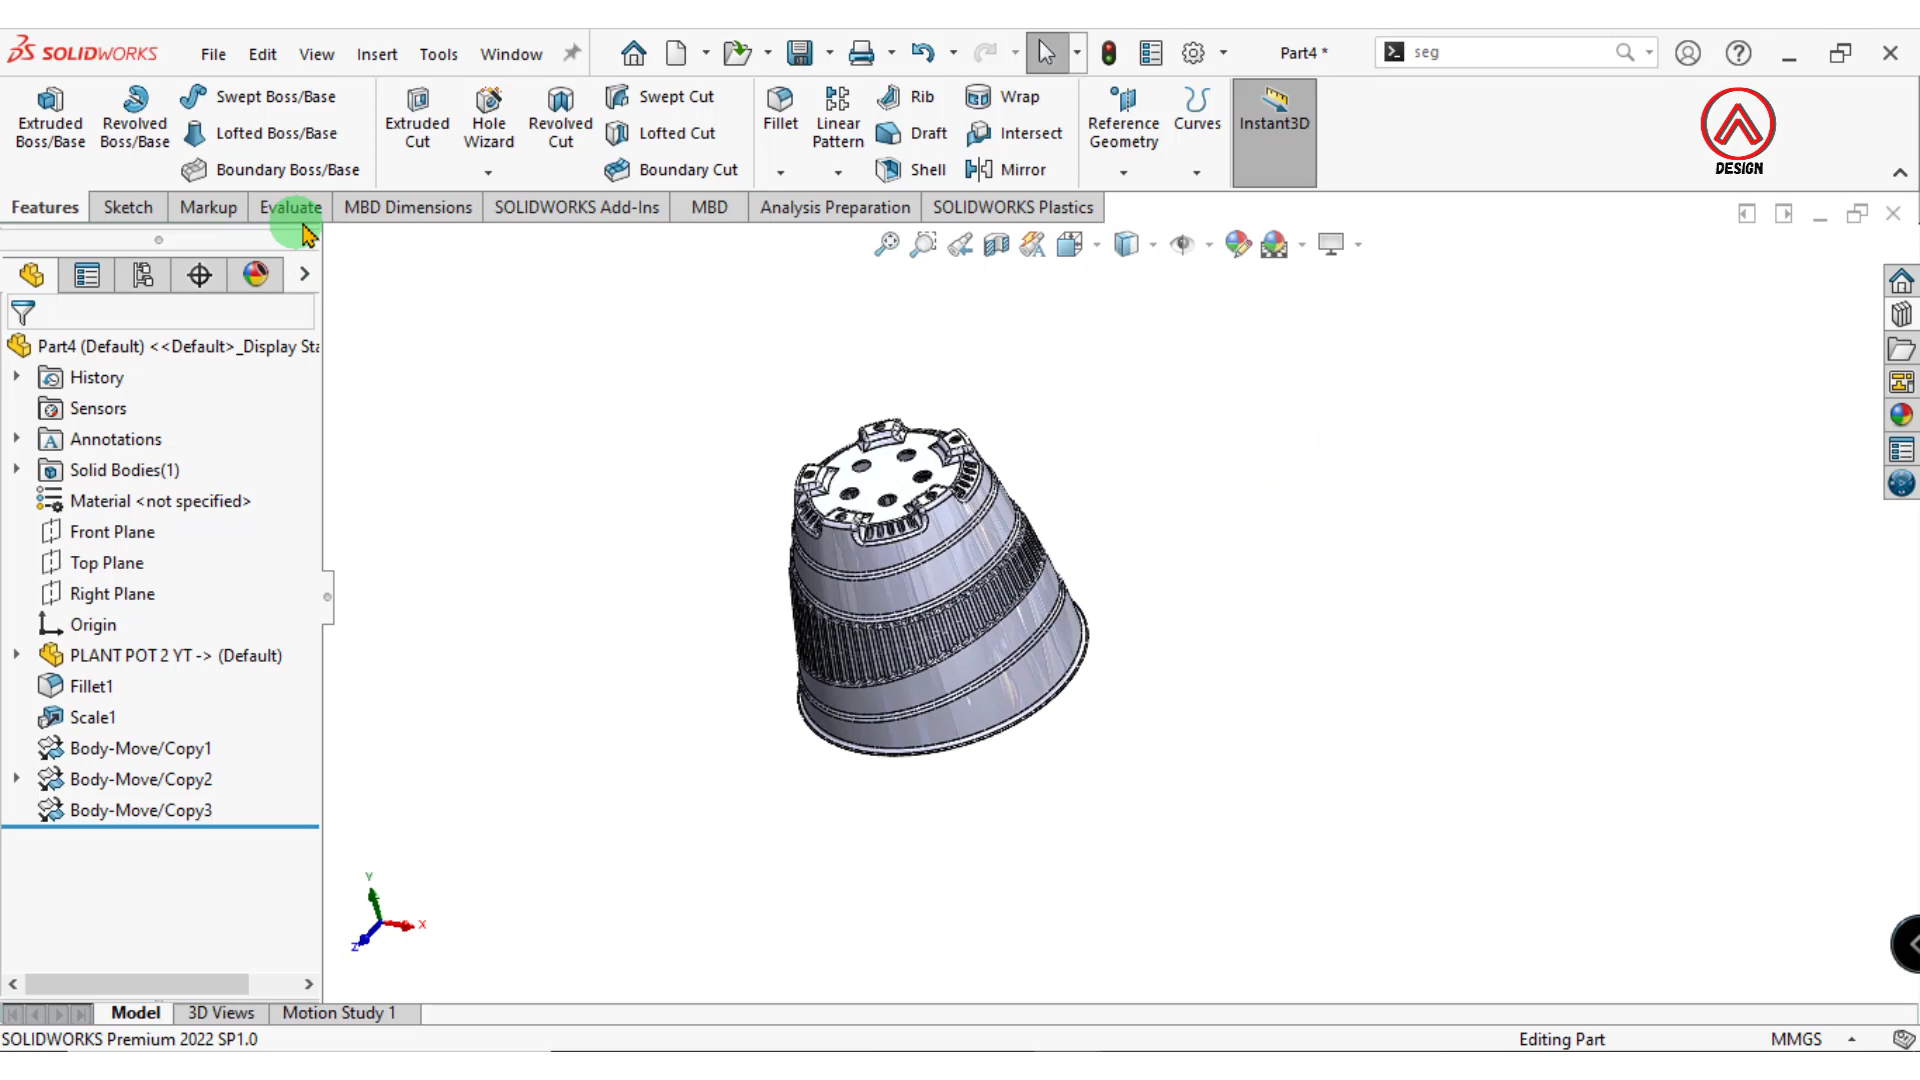 SOLIDWORKS File Edit View Insert Tools Window Part4 * seg
Extruded Boss/Base
Revolved Boss/Base
Swept Boss/Base
Lofted Boss/Base
Boundary Boss/Base
Extruded Cut
Hole Wizard
Revolved Cut
Swept Cut
Lofted Cut
Boundary Cut
Fillet
Linear Pattern
Rib
Draft
Shell
Wrap
Intersect
Mirror
Reference Geometry
Curves
Instant3D
DESIGN
Features Sketch Markup Evaluate MBD Dimensions SOLIDWORKS Add-Ins MBD Analysis Preparation SOLIDWORKS Plastics
Part4 (Default) <<Default>_Display Sta
History
Sensors
Annotations
Solid Bodies(1)
Material <not specified>
Front Plane
Top Plane
Right Plane
Origin
PLANT POT 2 YT -> (Default)
Fillet1
Scale1
Body-Move/Copy1
Body-Move/Copy2
Body-Move/Copy3
Y
X
Z
Model 3D Views Motion Study 1
SOLIDWORKS Premium 2022 SP1.0 Editing Part MMGS